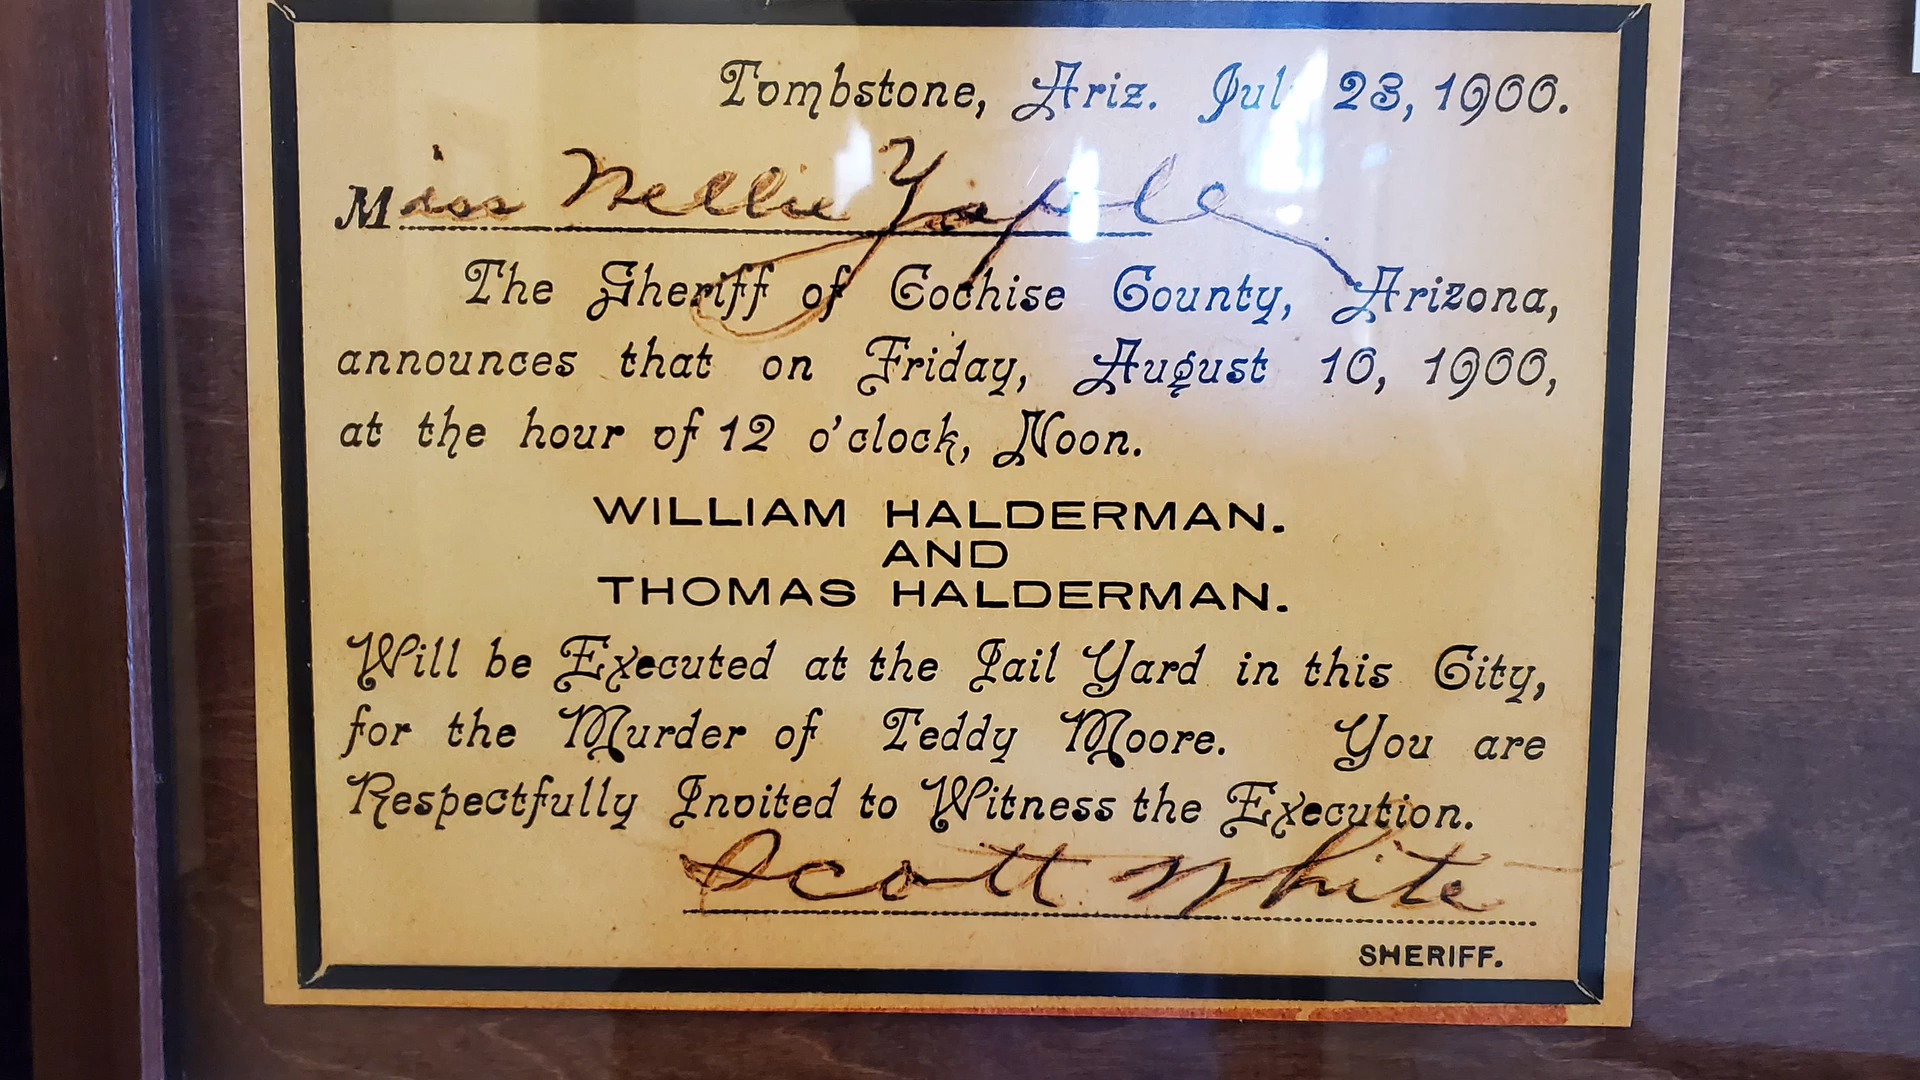 Tombstone, Ariz. July 23, 1900.
Miss Nellie Yaple
The Sheriff of Cochise County, Arizona,
announces that on Friday, August 10, 1900,
at the hour of 12 o'clock, Noon.
WILLIAM HALDERMAN.
AND
THOMAS HALDERMAN.
Will be Executed at the Jail Yard in this City,
for the Murder of Teddy Moore. You are
Respectfully Invited to Witness the Execution.
Scott White
SHERIFF.